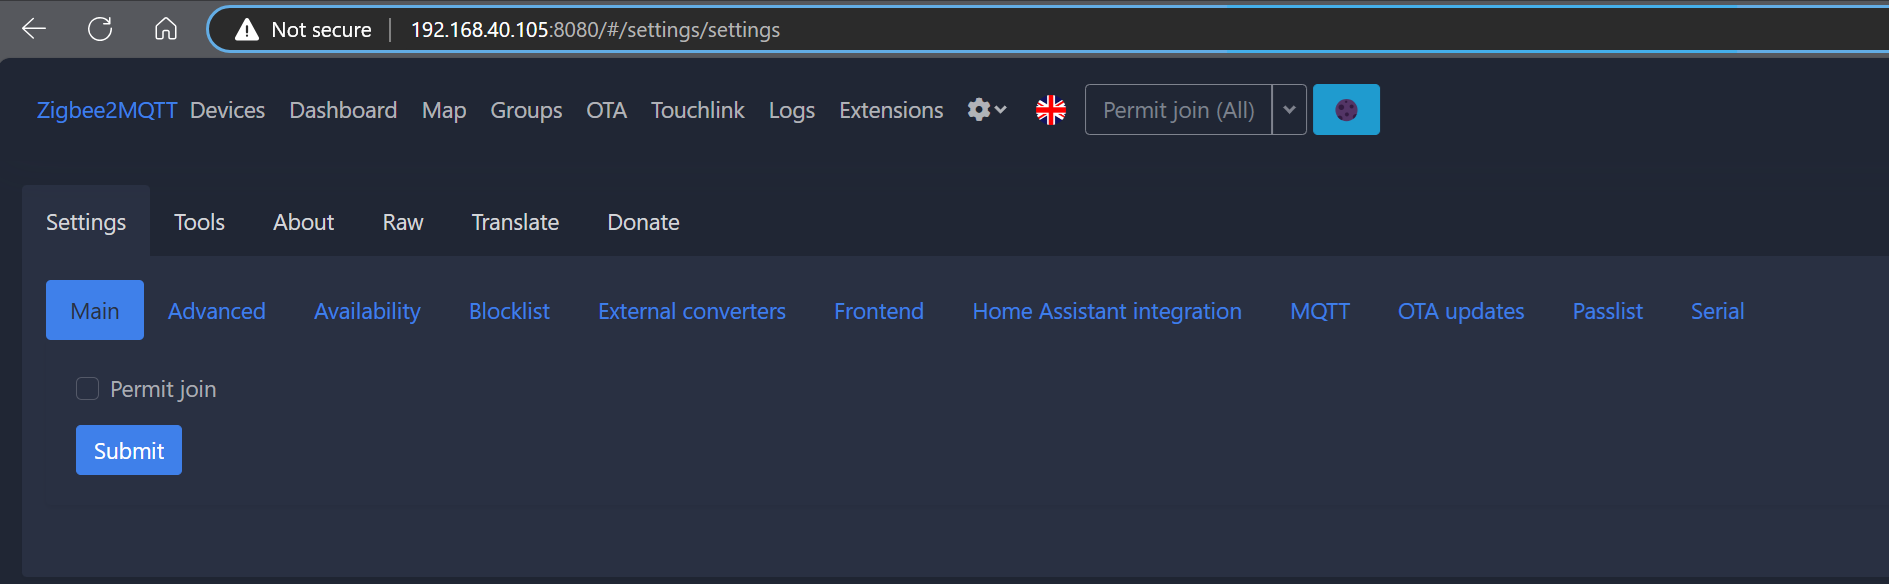 Not secure 192.168.40.105:8080/#/settings/settings
Zigbee2MQTT Devices Dashboard Map Groups OTA Touchlink Logs Extensions Permit join (All)
Settings Tools About Raw Translate Donate
Main Advanced Availability Blocklist External converters Frontend Home Assistant integration MQTT OTA updates Passlist Serial
Permit join
Submit